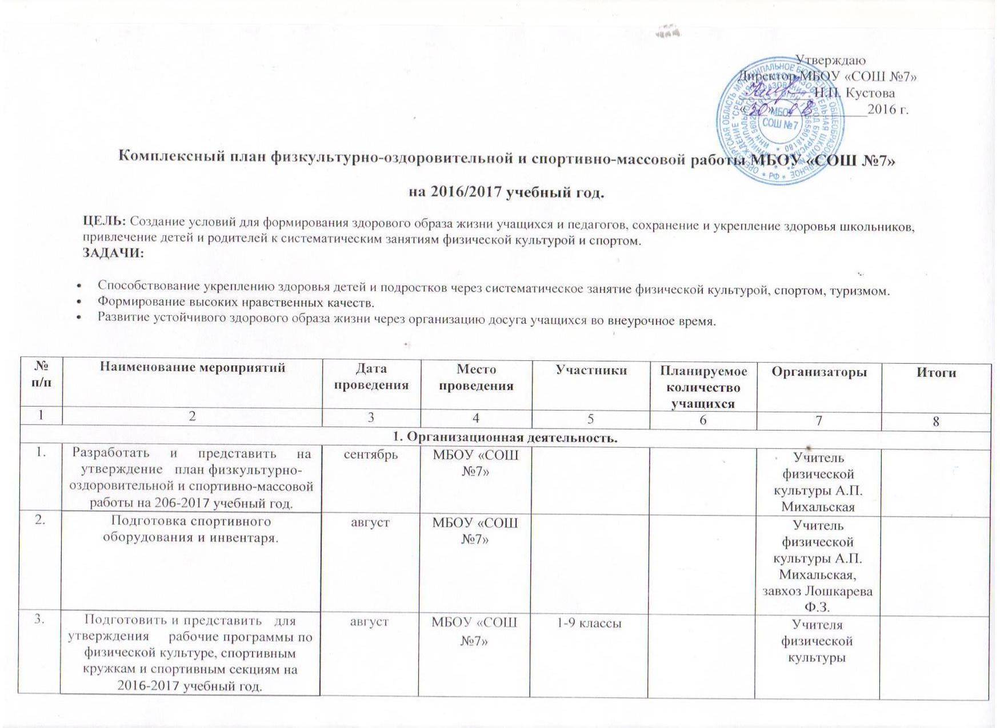 Утверждаю
Директор МБОУ «СОШ №7»
Н.П. Кустова
«30» 08 2016 г.
МБОУ
СОШ №7
Комплексный план физкультурно-оздоровительной и спортивно-массовой работы МБОУ «СОШ №7»
на 2016/2017 учебный год.
ЦЕЛЬ: Создание условий для формирования здорового образа жизни учащихся и педагогов, сохранение и укрепление здоровья школьников,
привлечение детей и родителей к систематическим занятиям физической культурой и спортом.
ЗАДАЧИ:
• Способствование укреплению здоровья детей и подростков через систематическое занятие физической культурой, спортом, туризмом.
• Формирование высоких нравственных качеств.
• Развитие устойчивого здорового образа жизни через организацию досуга учащихся во внеурочное время.
№
п/п
Наименование мероприятий
Дата
проведения
Место
проведения
Участники
Планируемое
количество
учащихся
Организаторы
Итоги
1 2 3 4 5 6 7 8
1. Организационная деятельность.
1.
Разработать и представить на
утверждение план физкультурно-
оздоровительной и спортивно-массовой
работы на 206-2017 учебный год.
сентябрь
МБОУ «СОШ
№7»
Учитель
физической
культуры А.П.
Михальская
2.
Подготовка спортивного
оборудования и инвентаря.
август
МБОУ «СОШ
№7»
Учитель
физической
культуры А.П.
Михальская,
завхоз Лошкарева
Ф.З.
3.
Подготовить и представить для
утверждения рабочие программы по
физической культуре, спортивным
кружкам и спортивным секциям на
2016-2017 учебный год.
август
МБОУ «СОШ
№7»
1-9 классы
Учителя
физической
культуры